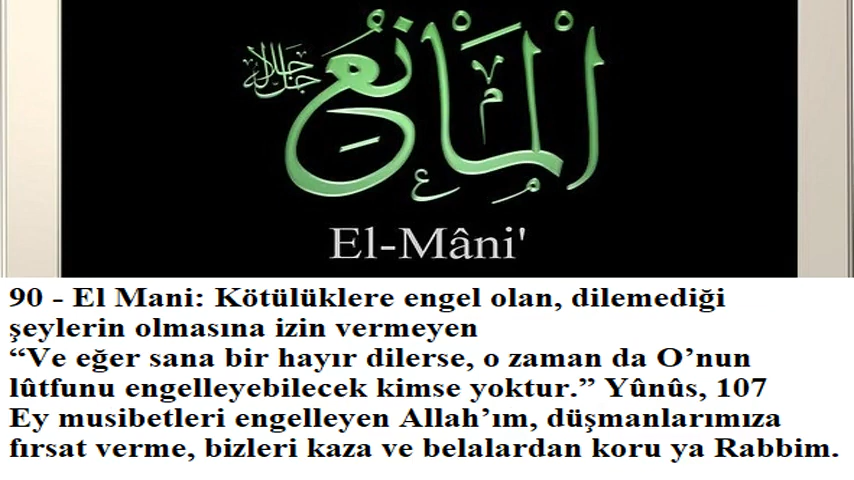 الْمَانِعُ جل جلاله
El-Mâni'
90 - El Mani: Kötülüklere engel olan, dilemediği
şeylerin olmasına izin vermeyen
“Ve eğer sana bir hayır dilerse, o zaman da O’nun
lûtfunu engelleyebilecek kimse yoktur.” Yûnûs, 107
Ey musibetleri engelleyen Allah’ım, düşmanlarımıza
fırsat verme, bizleri kaza ve belalardan koru ya Rabbim.